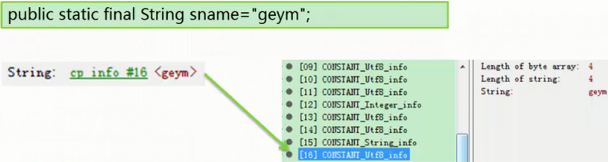 public static final String sname="geym";
String: cp info #16 <geym>
[09] CONSTANT_Utf8_info
[10] CONSTANT_Utf8_info
[11] CONSTANT_Utf8_info
[12] CONSTANT_Integer_info
[13] CONSTANT_Utf8_info
[14] CONSTANT_Utf8_info
[15] CONSTANT_String_info
[16] CONSTANT_Utf8_info
Length of byte array: 4
Length of string: 4
String: geym